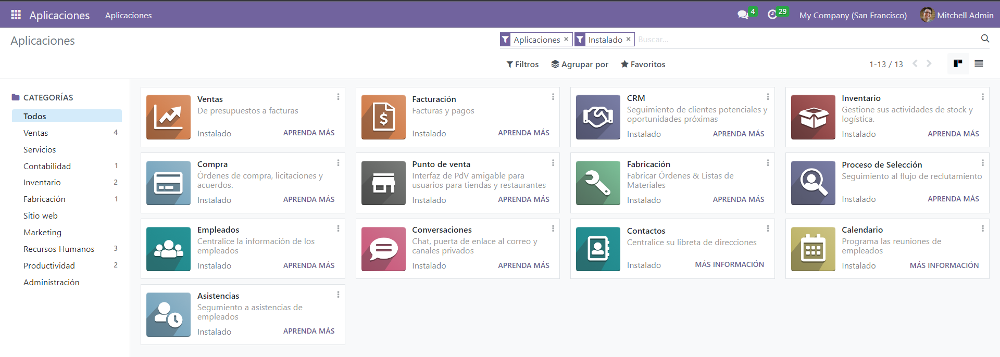 Aplicaciones Aplicaciones 4 29 My Company (San Francisco) Mitchell Admin
Aplicaciones
Aplicaciones × Instalado × Buscar...
Filtros Agrupar por Favoritos 1-13 / 13
CATEGORÍAS
Todos
Ventas 4
Servicios
Contabilidad 1
Inventario 2
Fabricación 1
Sitio web
Marketing
Recursos Humanos 3
Productividad 2
Administración
Ventas
De presupuestos a facturas
Instalado APRENDA MÁS
Facturación
Facturas y pagos
Instalado APRENDA MÁS
CRM
Seguimiento de clientes potenciales y
oportunidades próximas
Instalado APRENDA MÁS
Inventario
Gestione sus actividades de stock y
logística.
Instalado APRENDA MÁS
Compra
Órdenes de compra, licitaciones y
acuerdos.
Instalado APRENDA MÁS
Punto de venta
Interfaz de PdV amigable para
usuarios para tiendas y restaurantes
Instalado APRENDA MÁS
Fabricación
Fabricar Órdenes & Listas de
Materiales
Instalado APRENDA MÁS
Proceso de Selección
Seguimiento al flujo de reclutamiento
Instalado APRENDA MÁS
Empleados
Centralice la información de los
empleados
Instalado APRENDA MÁS
Conversaciones
Chat, puerta de enlace al correo y
canales privados
Instalado APRENDA MÁS
Contactos
Centralice su libreta de direcciones
Instalado MÁS INFORMACIÓN
Calendario
Programa las reuniones de
empleados
Instalado MÁS INFORMACIÓN
Asistencias
Segumiento a asistencias de
empleados
Instalado APRENDA MÁS